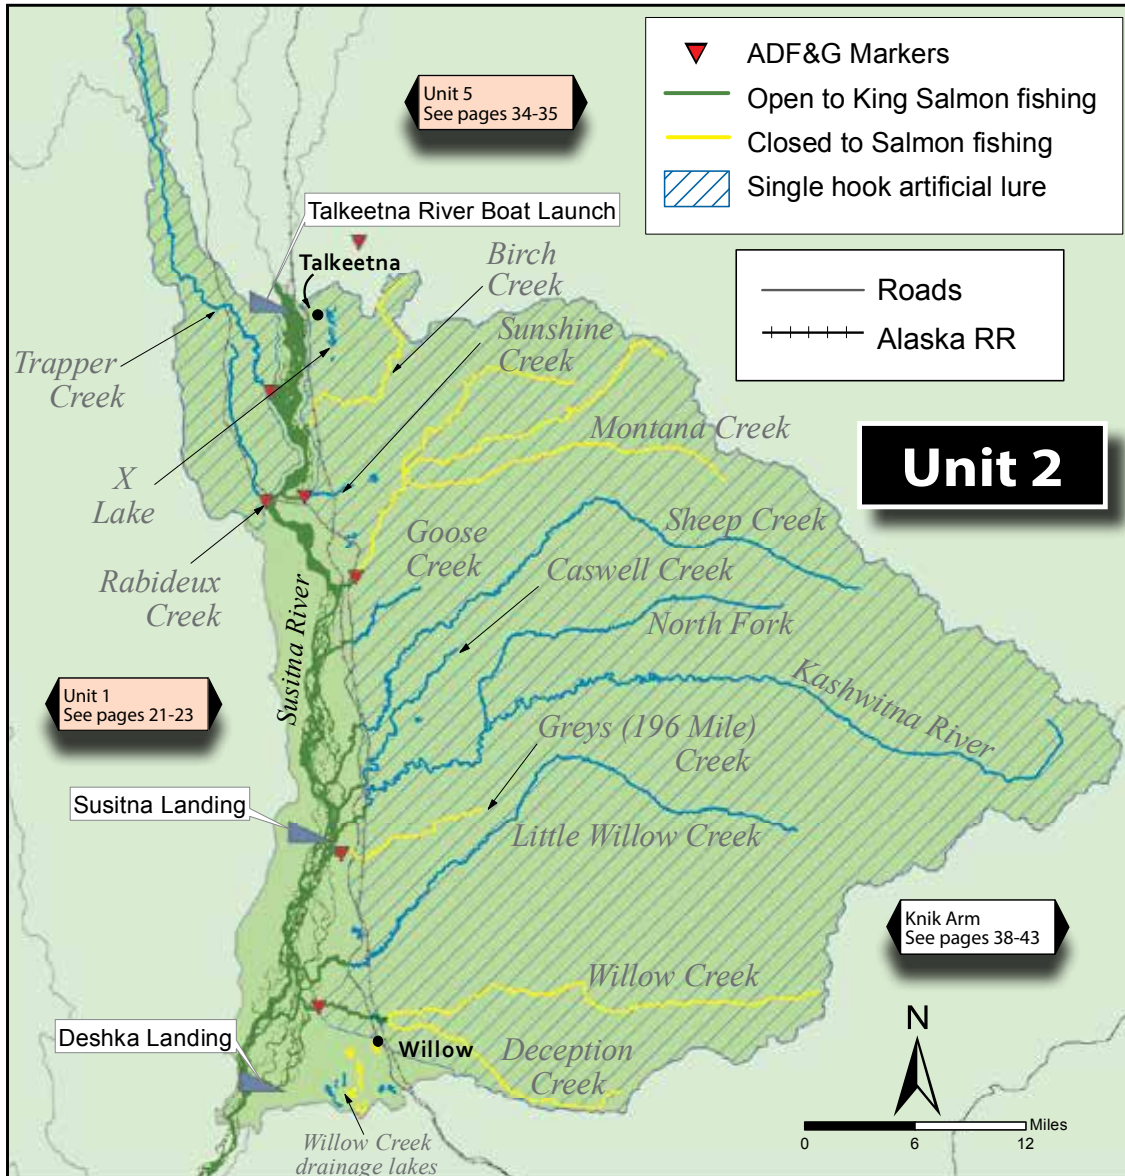 ADF&G Markers
Open to King Salmon fishing
Closed to Salmon fishing
Single hook artificial lure
Roads
Alaska RR
Unit 5
See pages 34-35
Talkeetna River Boat Launch
Talkeetna
Birch
Creek
Sunshine
Creek
Trapper
Creek
Montana Creek
Unit 2
X
Lake
Goose
Creek
Sheep Creek
Caswell Creek
Rabideux
Creek
North Fork
Susitna River
Kashwitna River
Unit 1
See pages 21-23
Greys (196 Mile)
Creek
Susitna Landing
Little Willow Creek
Knik Arm
See pages 38-43
Willow Creek
Deshka Landing
Willow
Deception
Creek
Willow Creek
drainage lakes
N
Miles
0 6 12